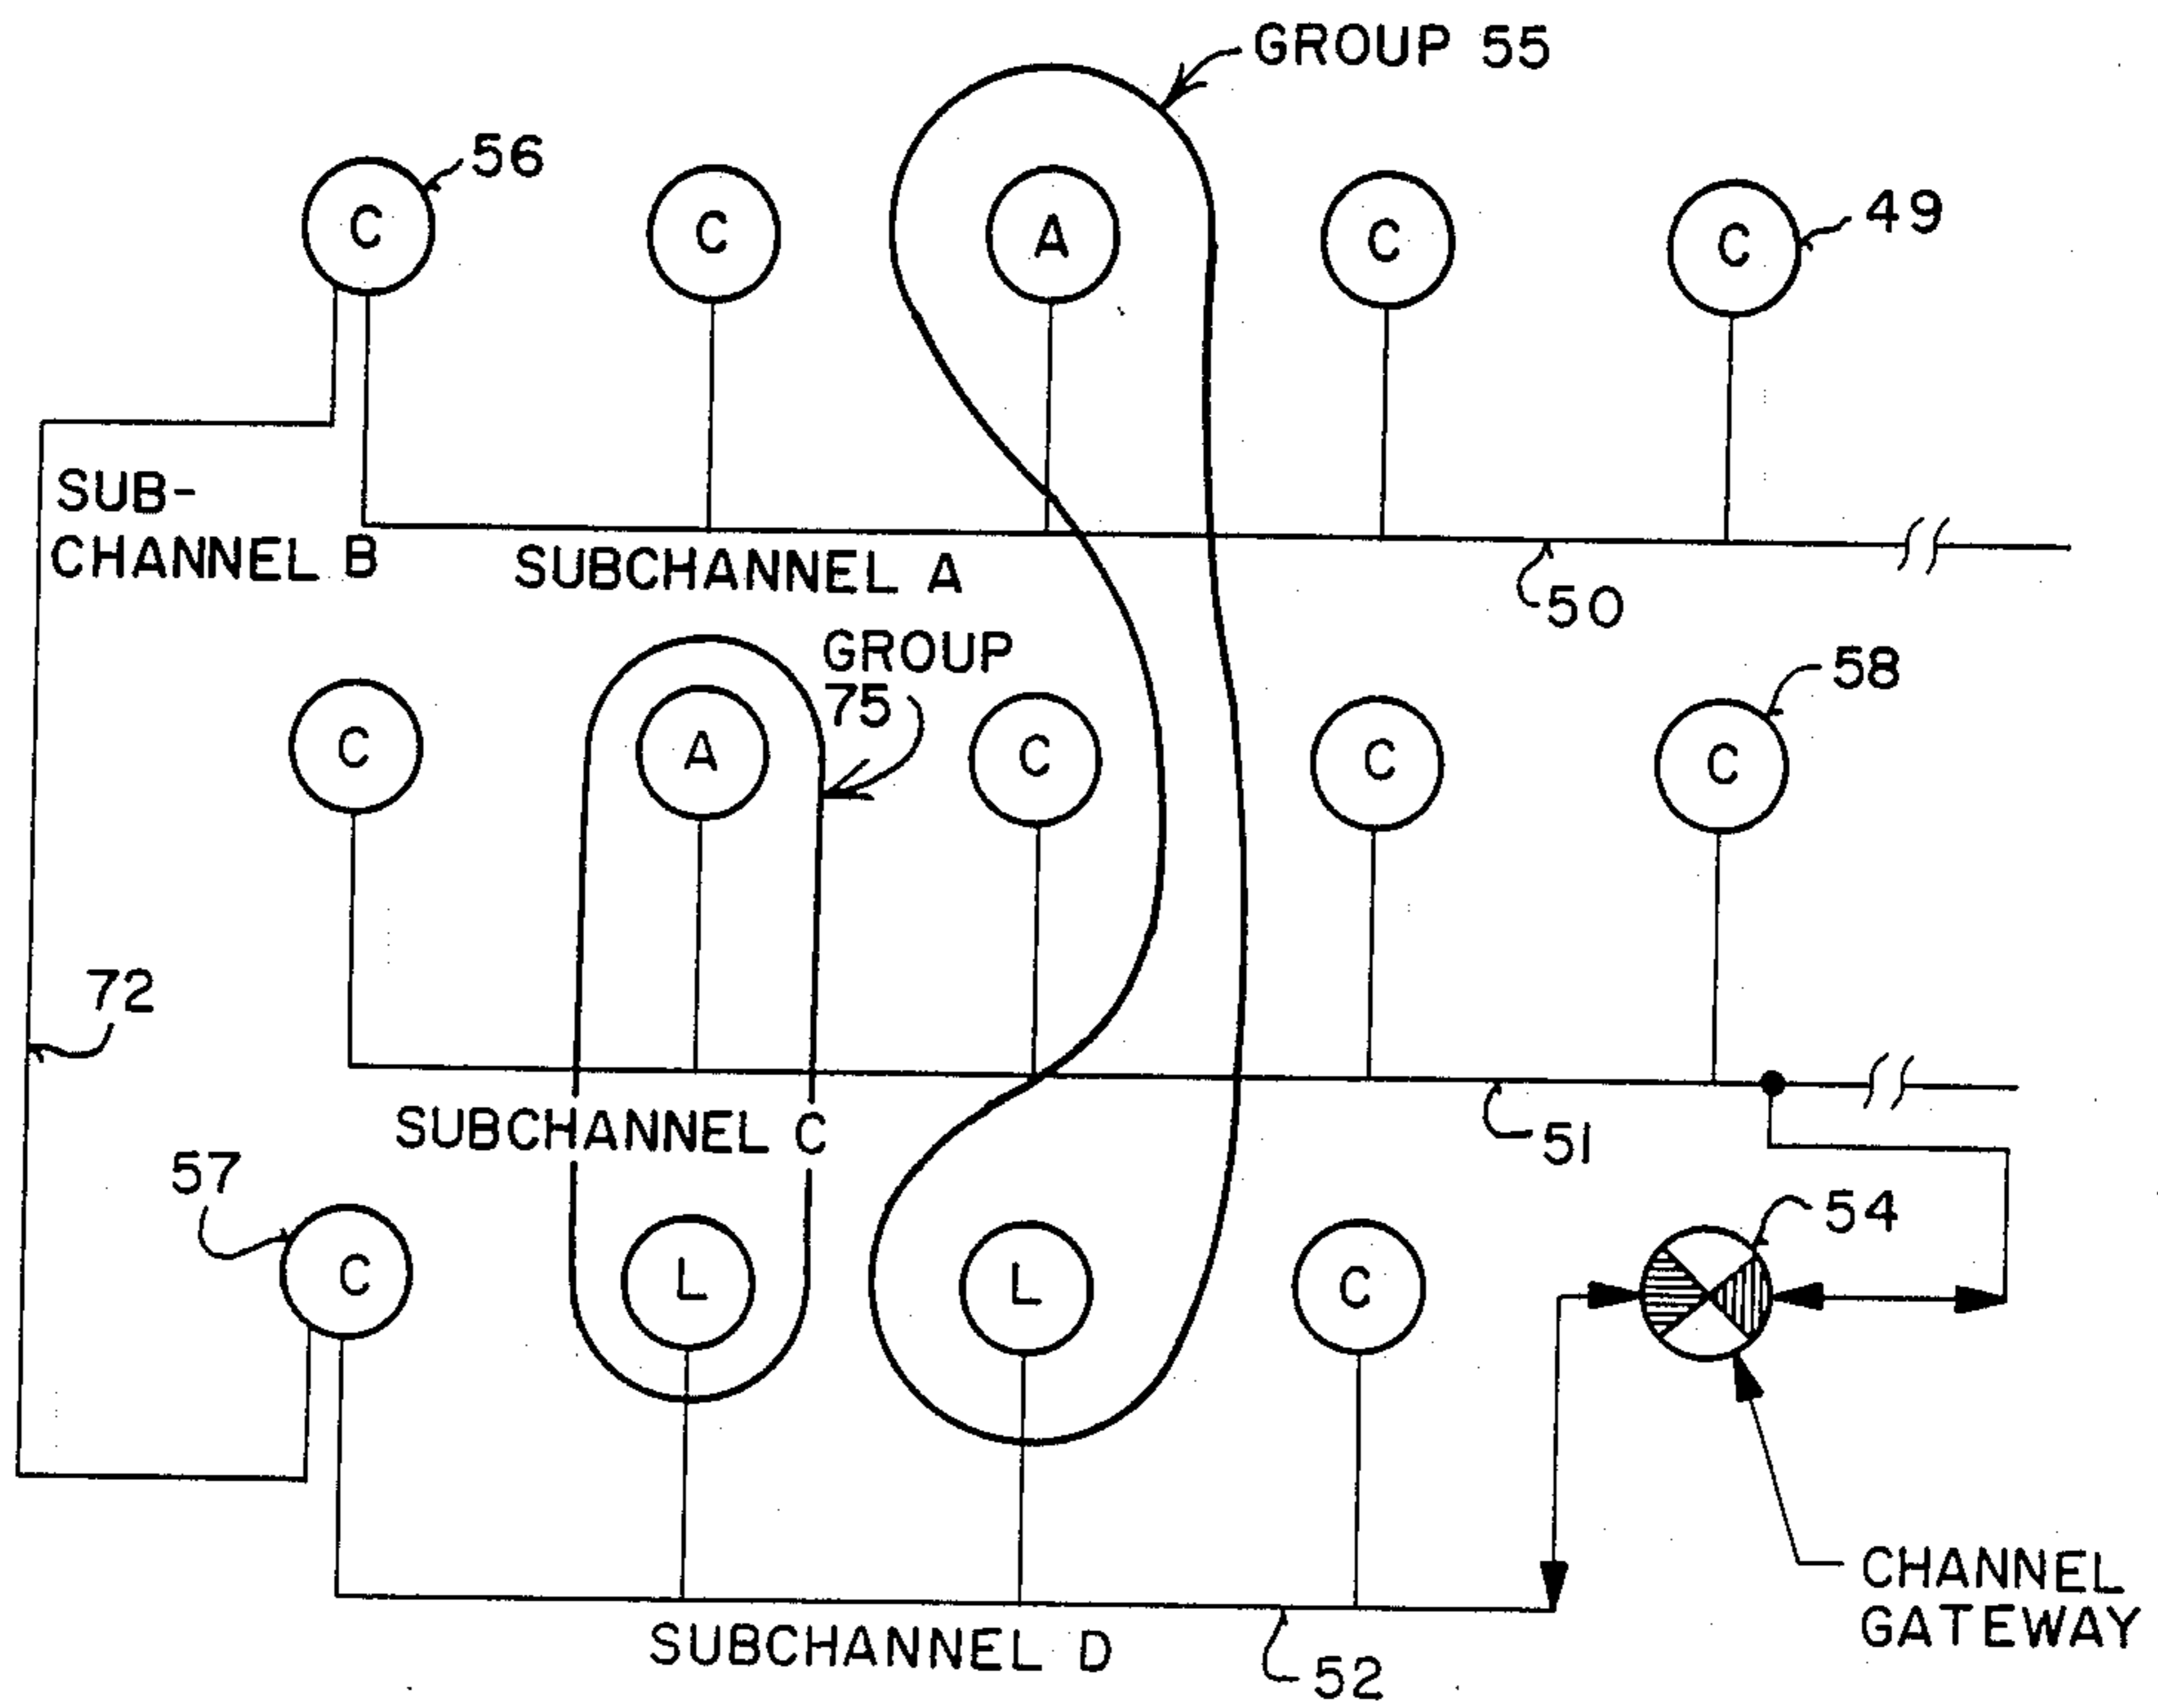 GROUP 55
56
C
C
A
C
C
49
SUB-
CHANNEL B
SUBCHANNEL A
50
GROUP
75
58
C
A
C
C
C
72
SUBCHANNEL C
51
57
54
C
L
L
C
CHANNEL
GATEWAY
SUBCHANNEL D
52